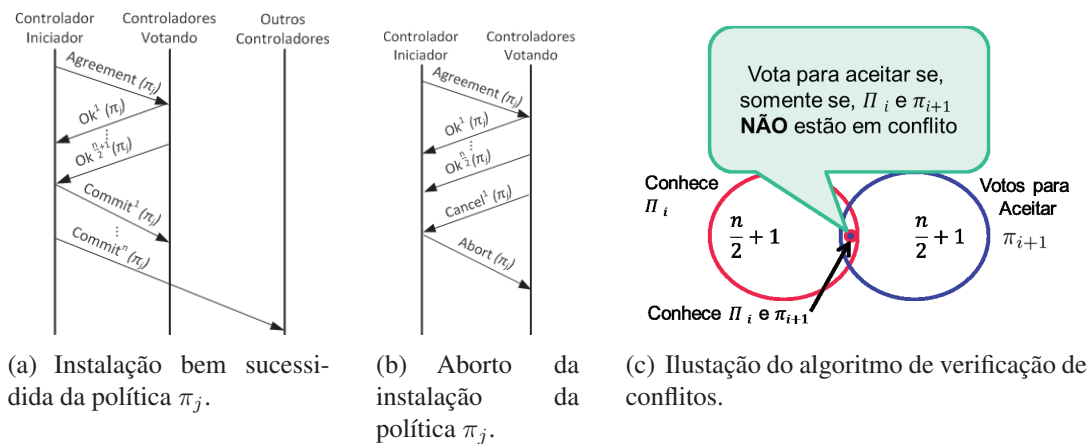 Controlador
Iniciador
Controladores
Votando
Outros
Controladores
Agreement (πⱼ)
Ok¹ (πⱼ)
⋮
Ok^{n/2+1} (πⱼ)
Commit¹ (πⱼ)
⋮
Commitⁿ (πⱼ)
(a) Instalação bem sucessi-
dida da política πⱼ.
Controlador
Iniciador
Controladores
Votando
Agreement (πⱼ)
Ok¹ (πⱼ)
⋮
Ok^{n/2} (πⱼ)
Cancel¹ (πⱼ)
Abort (πⱼ)
(b) Aborto da
instalação da
política πⱼ.
Vota para aceitar se,
somente se, Π i e πᵢ₊₁
NÃO estão em conflito
Conhece
Π i
n/2 + 1
n/2 + 1
Votos para
Aceitar
πᵢ₊₁
Conhece Π i e πᵢ₊₁
(c) Ilustação do algoritmo de verificação de
conflitos.